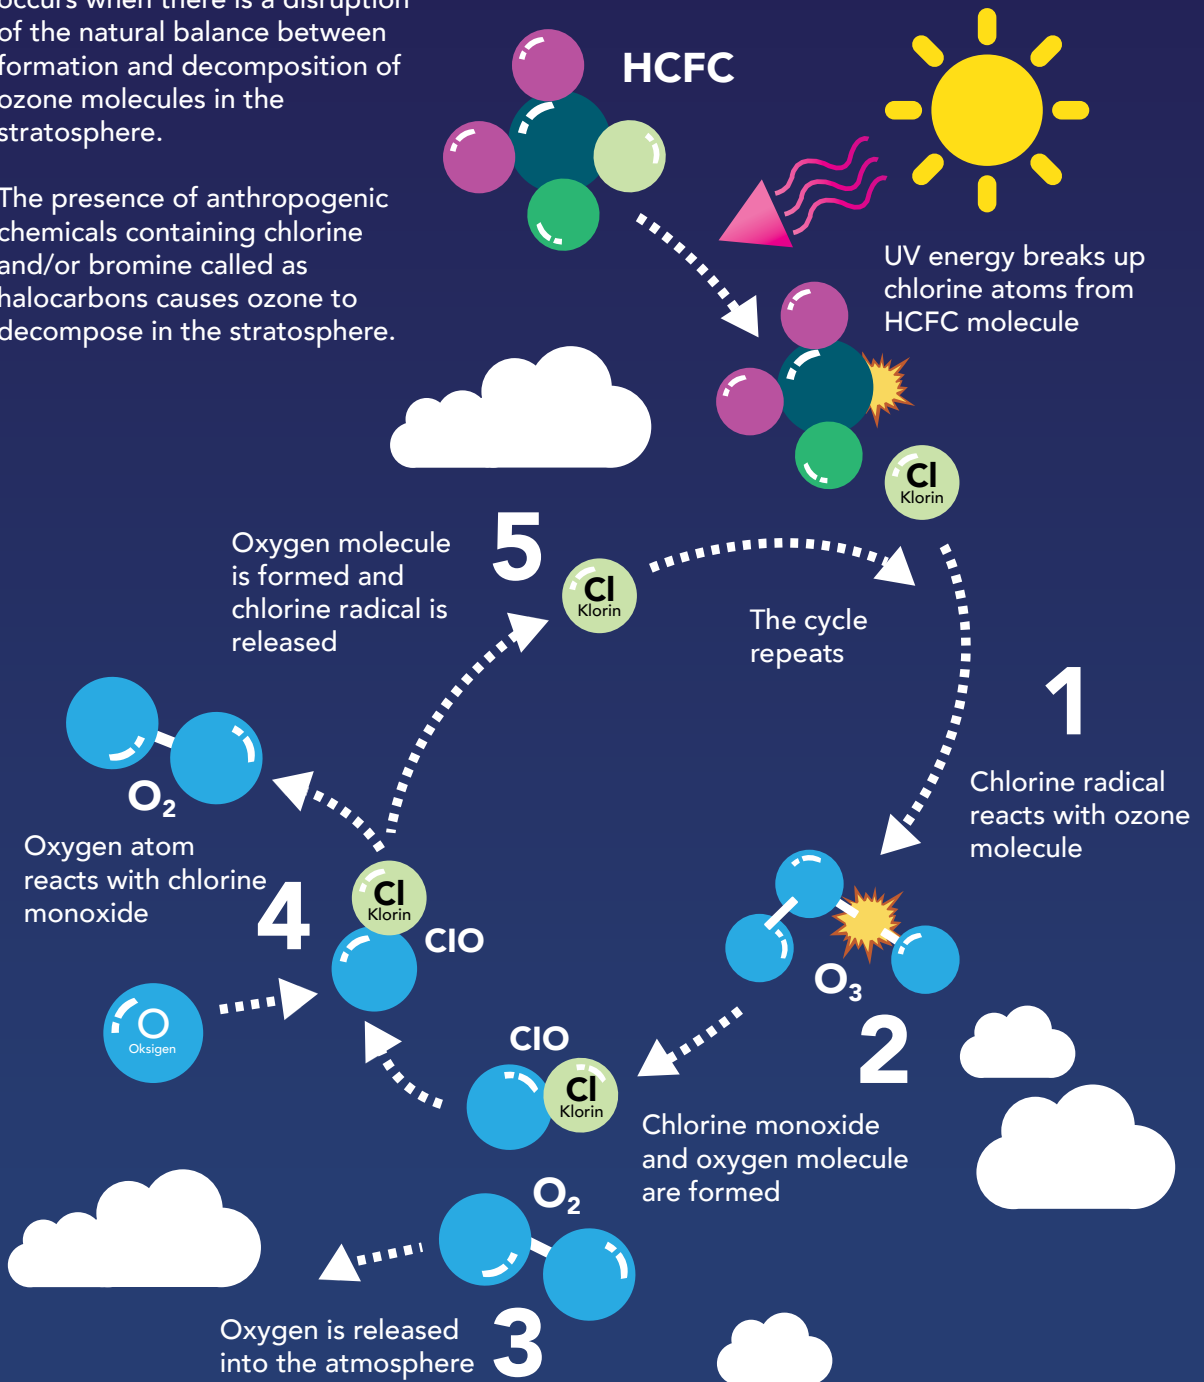 occurs when there is a disruption
of the natural balance between
formation and decomposition of
ozone molecules in the
stratosphere.
The presence of anthropogenic
chemicals containing chlorine
and/or bromine called as
halocarbons causes ozone to
decompose in the stratosphere.
HCFC
UV energy breaks up
chlorine atoms from
HCFC molecule
Cl
Klorin
5
Oxygen molecule
is formed and
chlorine radical is
released
Cl
Klorin
The cycle
repeats
1
Chlorine radical
reacts with ozone
molecule
O₂
Oxygen atom
reacts with chlorine
monoxide
4
Cl
Klorin
ClO
O
Oksigen
O₃
2
ClO
Cl
Klorin
Chlorine monoxide
and oxygen molecule
are formed
O₂
3
Oxygen is released
into the atmosphere